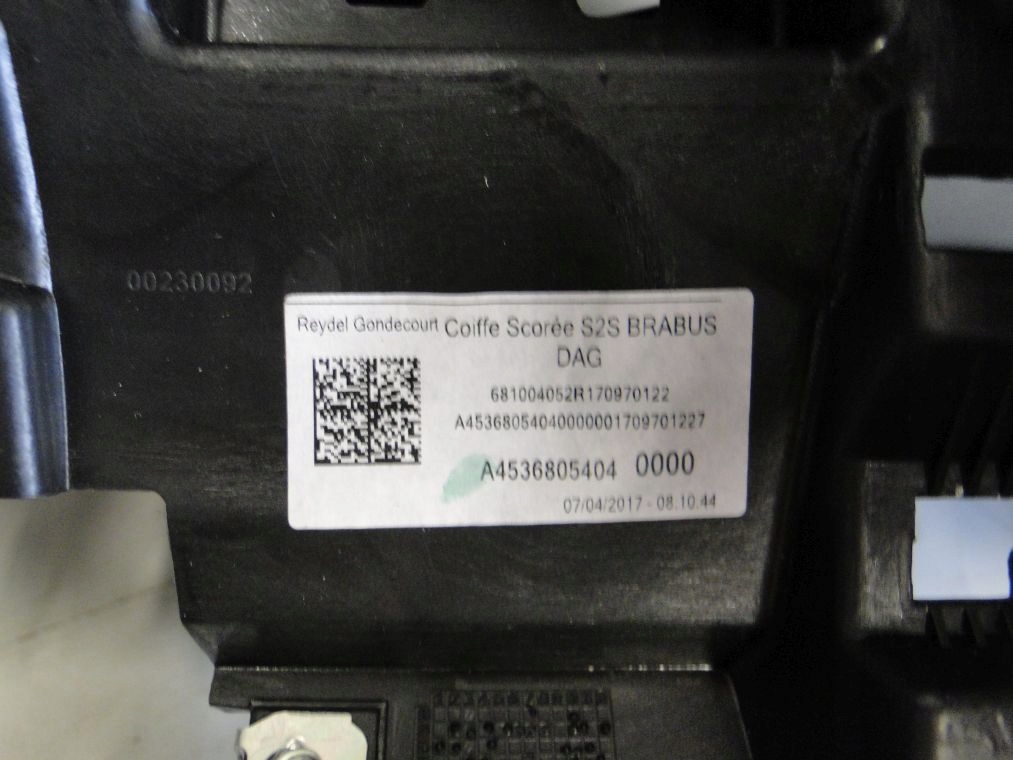 00230092
Reydel Gondecourt Coiffe Scorée S2S BRABUS
DAG
681004052R170970122
A45368054040000001709701227
A4536805404 0000
07/04/2017 - 08.10.44